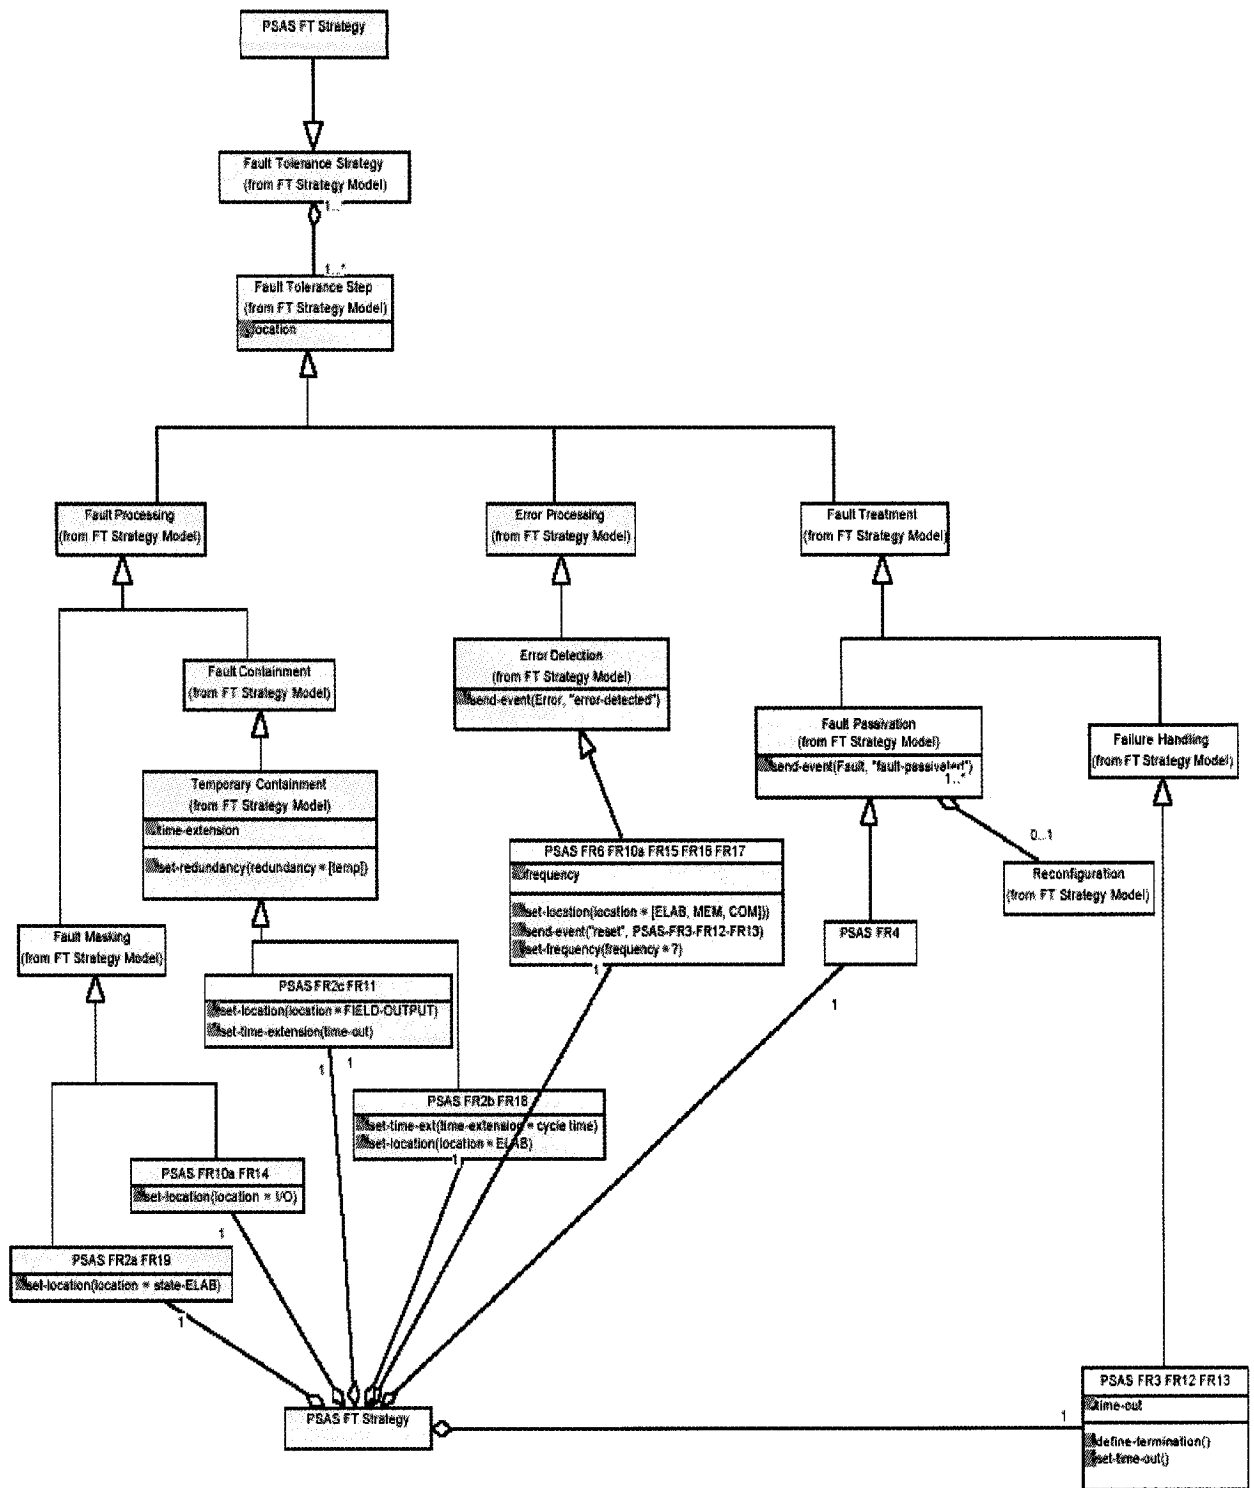 PSAS FT Strategy
Fault Tolerance Strategy
(from FT Strategy Model)
1...*
1...*
Fault Tolerance Step
(from FT Strategy Model)
location
Fault Processing
(from FT Strategy Model)
Error Processing
(from FT Strategy Model)
Fault Treatment
(from FT Strategy Model)
Fault Containment
(from FT Strategy Model)
Error Detection
(from FT Strategy Model)
send-event(Error, "error-detected")
Fault Passivation
(from FT Strategy Model)
send-event(Fault, "fault-passivated")
1...*
Failure Handling
(from FT Strategy Model)
Temporary Containment
(from FT Strategy Model)
time-extension
set-redundancy(redundancy = [temp])
0...1
Reconfiguration
(from FT Strategy Model)
PSAS FR6 FR10a FR15 FR16 FR17
frequency
set-location(location = [ELAB, MEM, COM]))
send-event("reset", PSAS-FR3-FR12-FR13)
set-frequency(frequency = ?)
1
PSAS FR4
1
Fault Masking
(from FT Strategy Model)
PSAS FR2c FR11
set-location(location = FIELD-OUTPUT)
set-time-extension(time-out)
1
1
PSAS FR2b FR18
set-time-ext(time-extension = cycle time)
set-location(location = ELAB)
1
PSAS FR10a FR14
set-location(location = I/O)
1
PSAS FR2a FR19
set-location(location = state-ELAB)
1
PSAS FT Strategy
1
PSAS FR3 FR12 FR13
time-out
define-termination()
set-time-out()